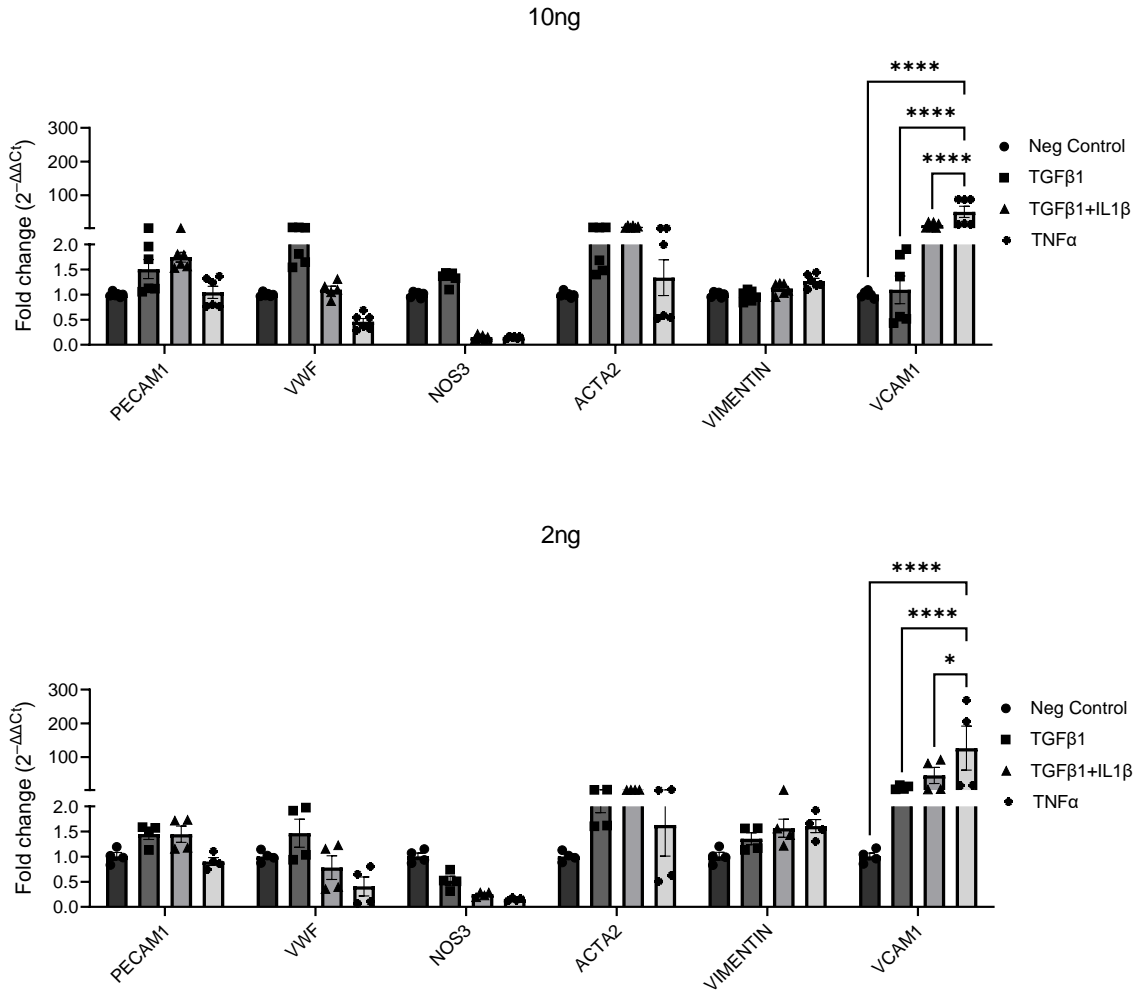 10ng
****
****
****
Fold change (2⁻ΔΔCt)
300
200
100
2.0
1.5
1.0
0.5
0.0
Neg Control
TGFβ1
TGFβ1+IL1β
TNFα
PECAM1
VWF
NOS3
ACTA2
VIMENTIN
VCAM1
2ng
****
****
*
Fold change (2⁻ΔΔCt)
300
200
100
2.0
1.5
1.0
0.5
0.0
Neg Control
TGFβ1
TGFβ1+IL1β
TNFα
PECAM1
VWF
NOS3
ACTA2
VIMENTIN
VCAM1